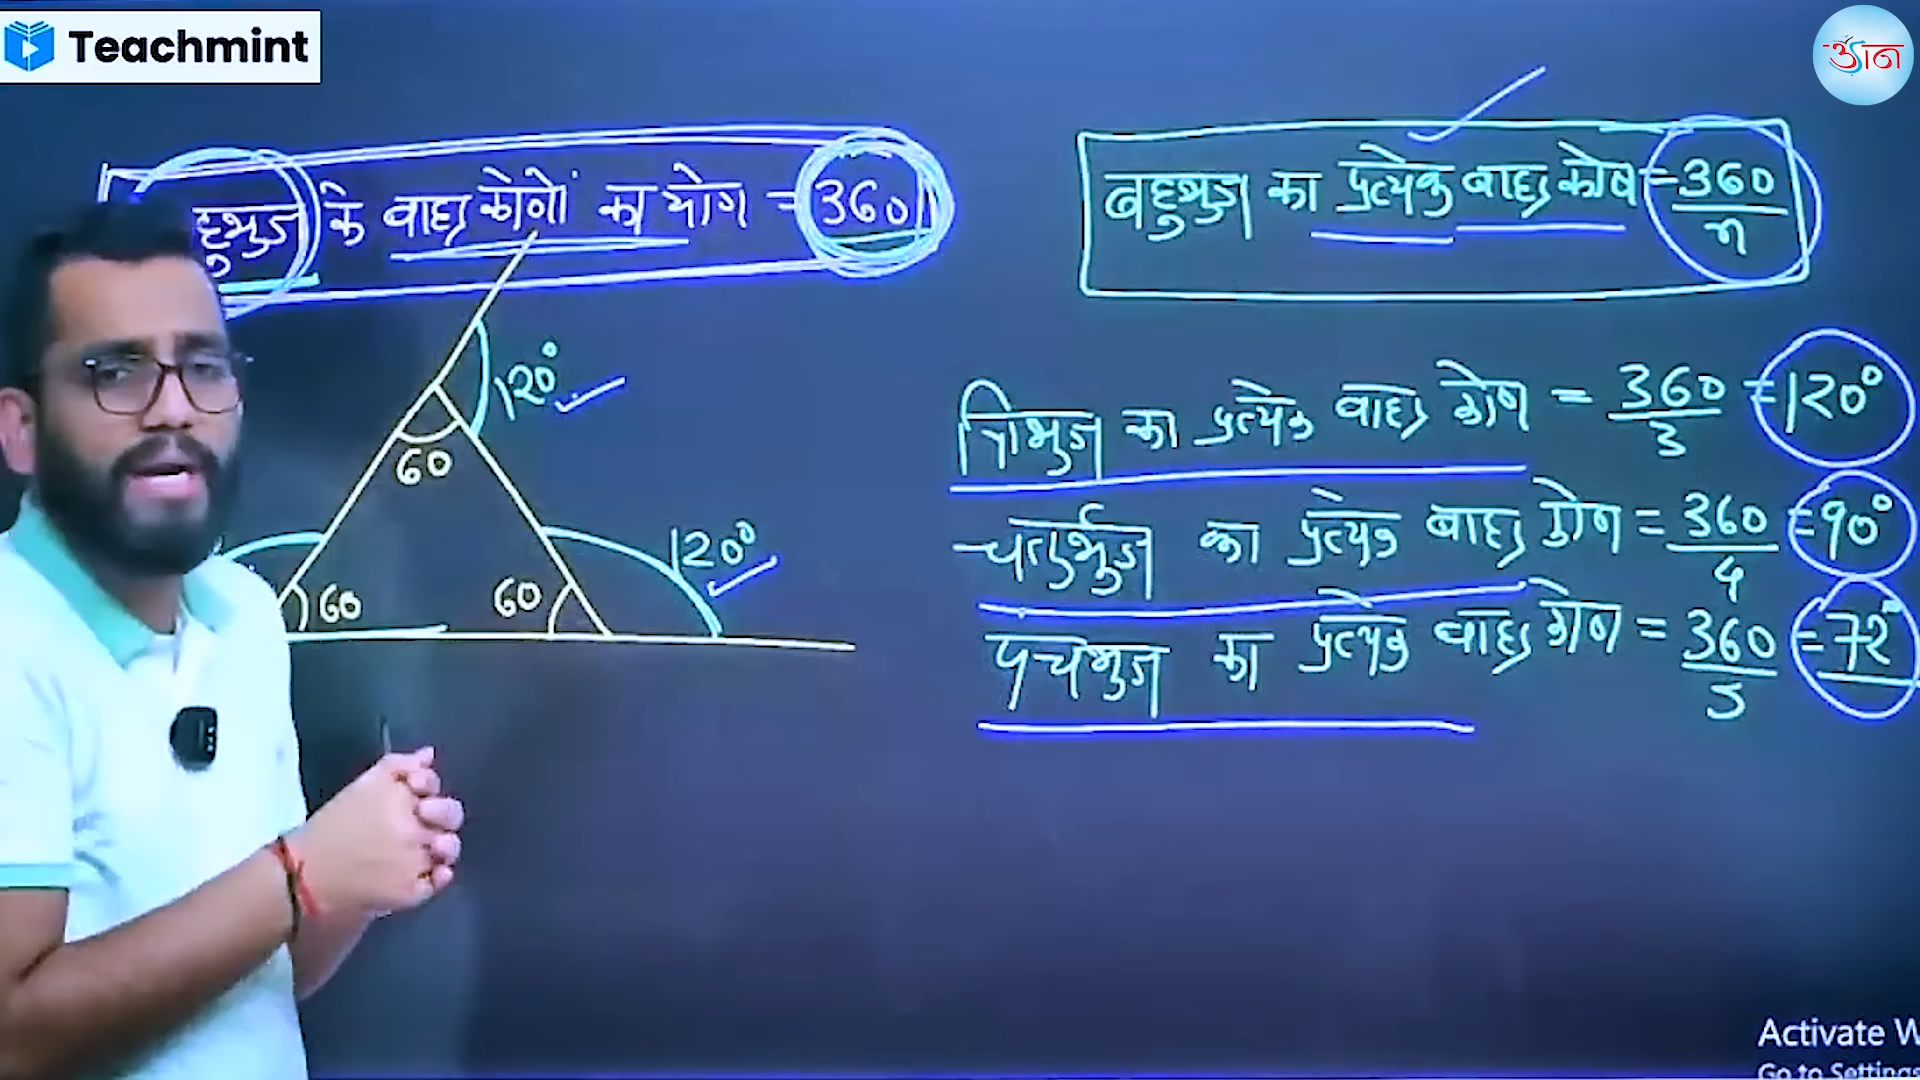 Teachmint
उड़ान
बहुभुज के बाह्य कोणों का योग = 360
बहुभुज का प्रत्येक बाह्य कोण = 360/n
120°
60
120°
60
60
त्रिभुज का प्रत्येक बाह्य कोण = 360/3 = 120°
चतुर्भुज का प्रत्येक बाह्य कोण = 360/4 = 90°
पंचभुज का प्रत्येक बाह्य कोण = 360/5 = 72°
Activate W
Go to Settings